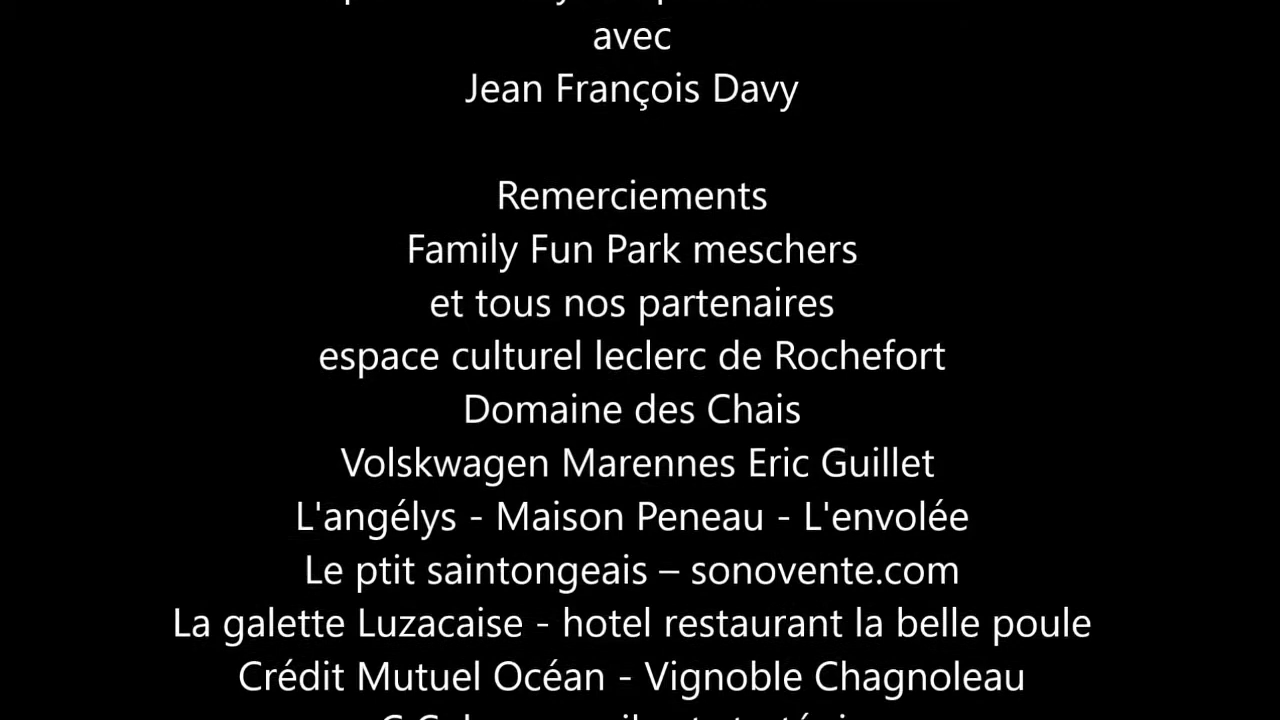 avec
Jean François Davy
Remerciements
Family Fun Park meschers
et tous nos partenaires
espace culturel leclerc de Rochefort
Domaine des Chais
Volskwagen Marennes Eric Guillet
L'angélys - Maison Peneau - L'envolée
Le ptit saintongeais – sonovente.com
La galette Luzacaise - hotel restaurant la belle poule
Crédit Mutuel Océan - Vignoble Chagnoleau